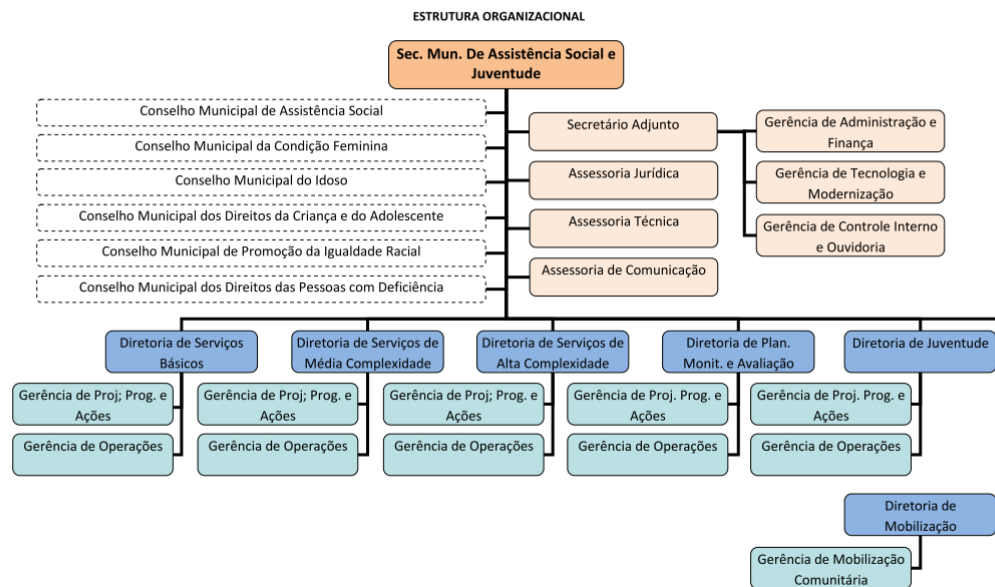 ESTRUTURA ORGANIZACIONAL
Sec. Mun. De Assistência Social e
Juventude
Conselho Municipal de Assistência Social
Conselho Municipal da Condição Feminina
Conselho Municipal do Idoso
Conselho Municipal dos Direitos da Criança e do Adolescente
Conselho Municipal de Promoção da Igualdade Racial
Conselho Municipal dos Direitos das Pessoas com Deficiência
Secretário Adjunto
Assessoria Jurídica
Assessoria Técnica
Assessoria de Comunicação
Gerência de Administração e
Finança
Gerência de Tecnologia e
Modernização
Gerência de Controle Interno
e Ouvidoria
Diretoria de Serviços
Básicos
Diretoria de Serviços de
Média Complexidade
Diretoria de Serviços de
Alta Complexidade
Diretoria de Plan.
Monit. e Avaliação
Diretoria de Juventude
Gerência de Proj; Prog. e
Ações
Gerência de Proj; Prog. e
Ações
Gerência de Proj; Prog. e
Ações
Gerência de Proj. Prog. e
Ações
Gerência de Proj. Prog. e
Ações
Gerência de Operações
Gerência de Operações
Gerência de Operações
Gerência de Operações
Gerência de Operações
Diretoria de
Mobilização
Gerência de Mobilização
Comunitária